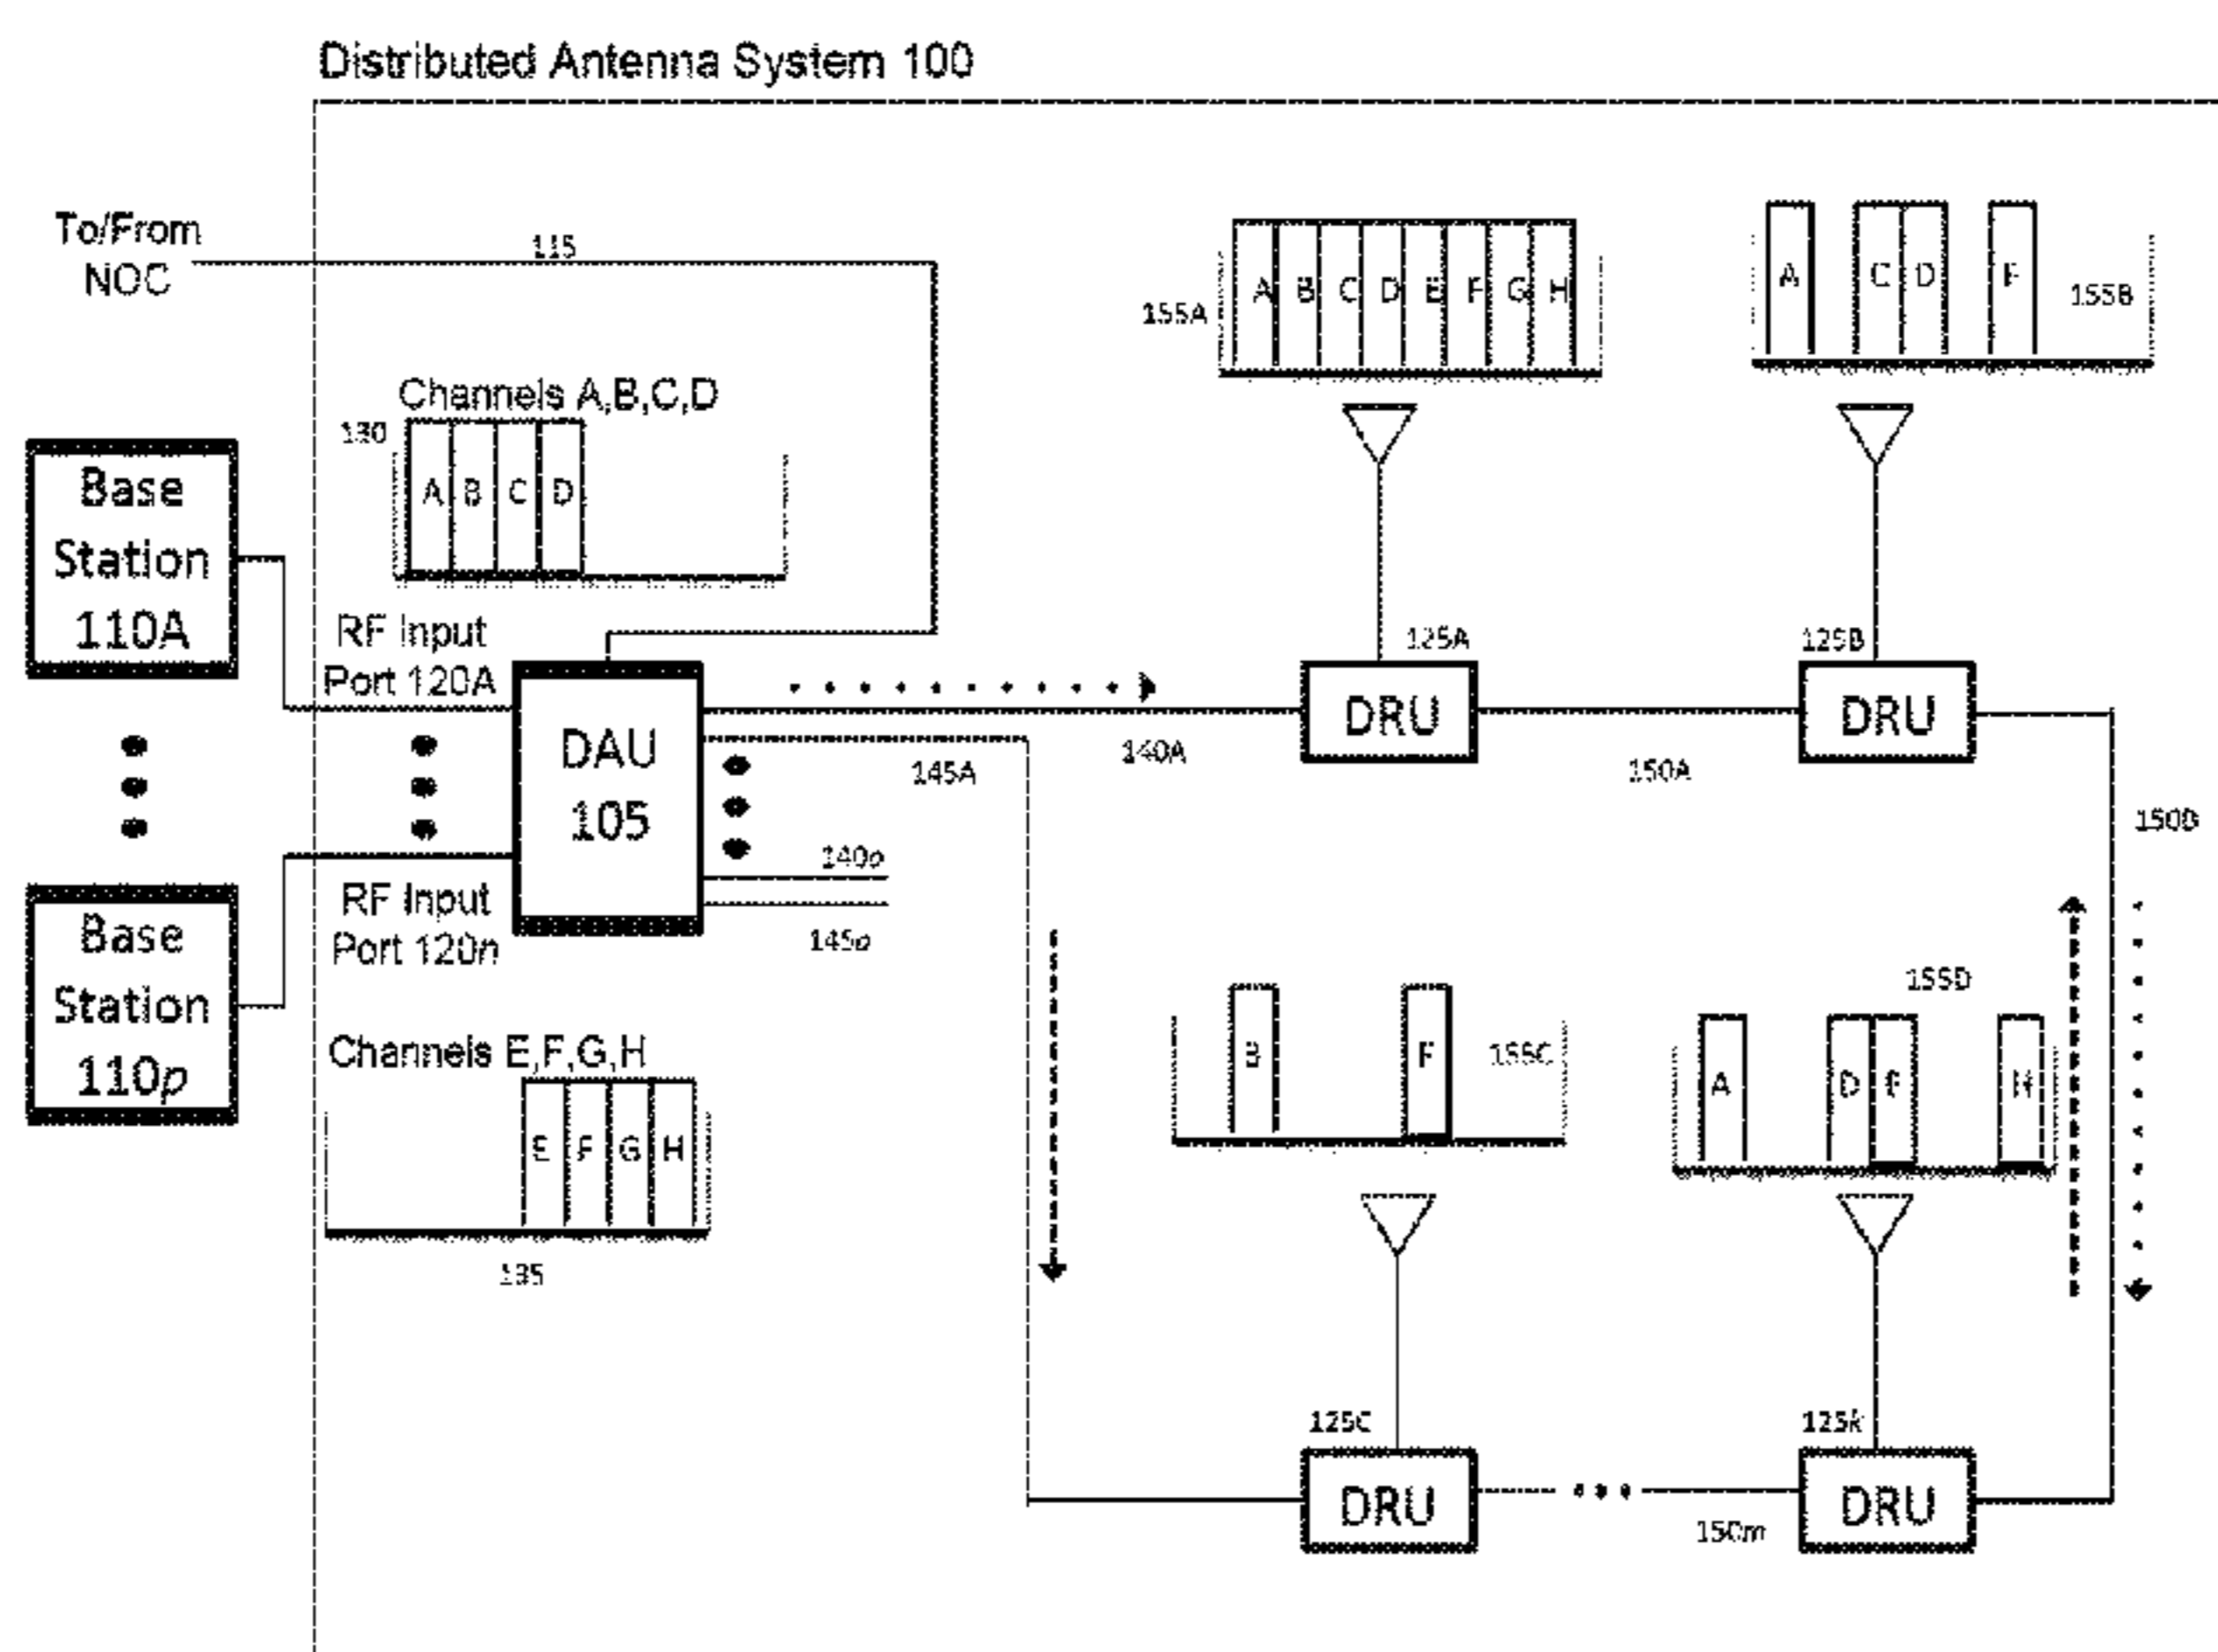 Distributed Antenna System 100
To/From
NOC
115
155A
A B C D E F G H
A C D F
155B
Channels A,B,C,D
130
A B C D
Base
Station
110A
RF Input
Port 120A
125A
125B
DAU
105
DRU
DRU
145A
140A
150A
140o
145o
RF Input
Port 120n
Base
Station
110p
155D
Channels E,F,G,H
E F G H
135
B F
155C
A D H
125C
125k
DRU
DRU
150m